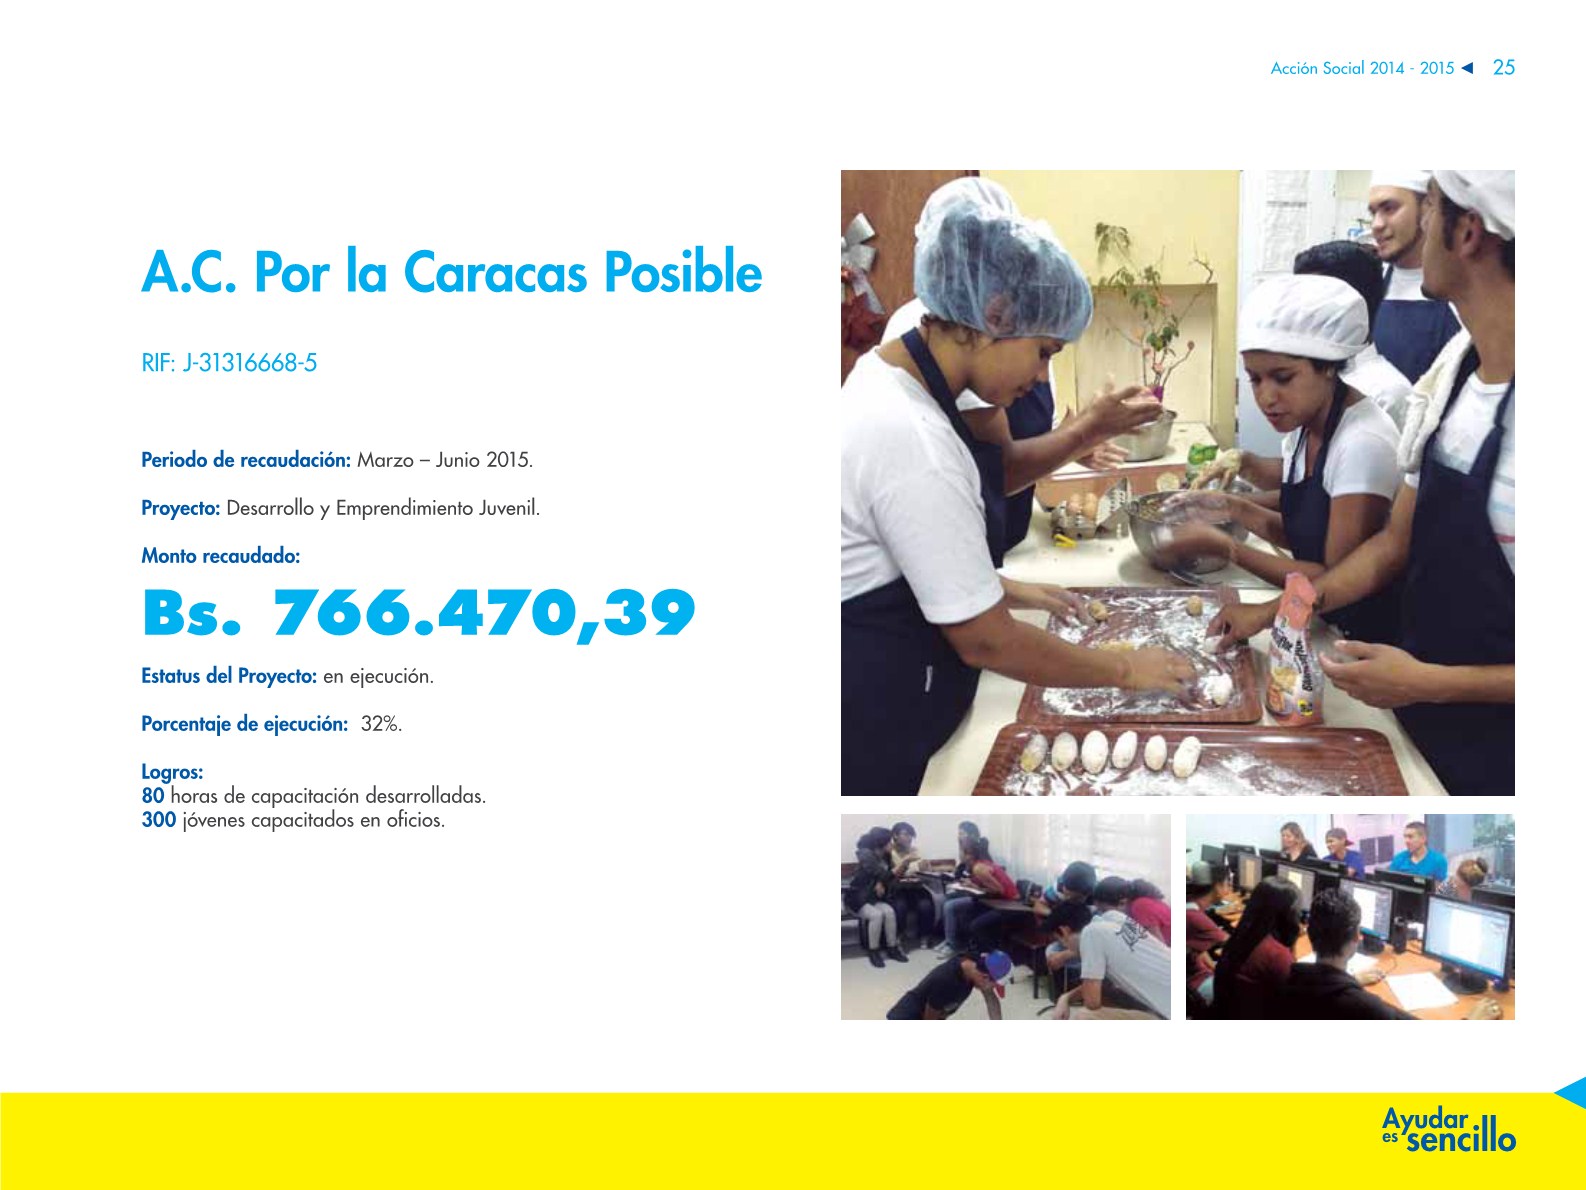 Acción Social 2014 - 2015 ◀ 25
A.C. Por la Caracas Posible
RIF: J-31316668-5
Periodo de recaudación: Marzo – Junio 2015.
Proyecto: Desarrollo y Emprendimiento Juvenil.
Monto recaudado:
Bs. 766.470,39
Estatus del Proyecto: en ejecución.
Porcentaje de ejecución: 32%.
Logros:
80 horas de capacitación desarrolladas.
300 jóvenes capacitados en oficios.
Ayudar
es sencillo